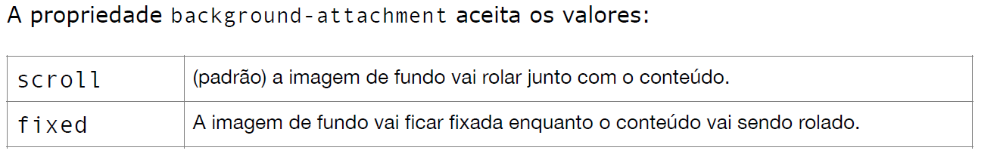 A propriedade background-attachment aceita os valores:
scroll (padrão) a imagem de fundo vai rolar junto com o conteúdo.
fixed A imagem de fundo vai ficar fixada enquanto o conteúdo vai sendo rolado.